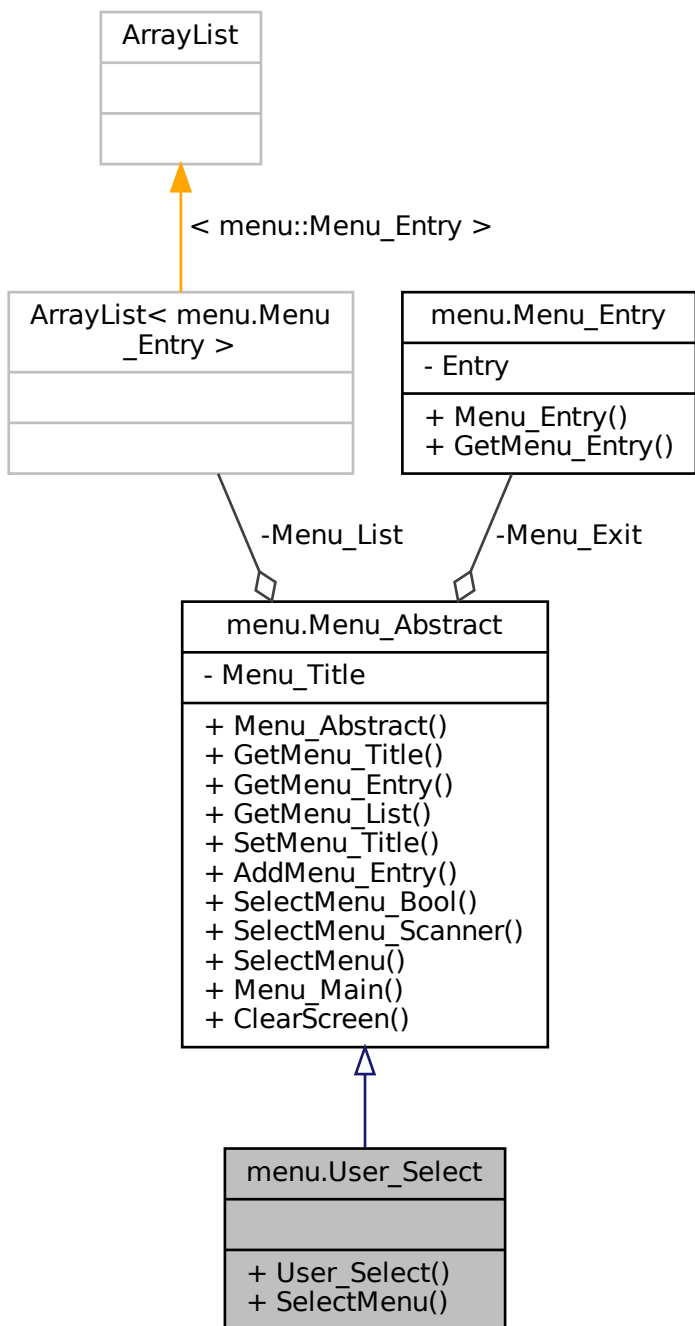 ArrayList
< menu::Menu_Entry >
ArrayList< menu.Menu
_Entry >
menu.Menu_Entry
- Entry
+ Menu_Entry()
+ GetMenu_Entry()
-Menu_List
-Menu_Exit
menu.Menu_Abstract
- Menu_Title
+ Menu_Abstract()
+ GetMenu_Title()
+ GetMenu_Entry()
+ GetMenu_List()
+ SetMenu_Title()
+ AddMenu_Entry()
+ SelectMenu_Bool()
+ SelectMenu_Scanner()
+ SelectMenu()
+ Menu_Main()
+ ClearScreen()
menu.User_Select
+ User_Select()
+ SelectMenu()